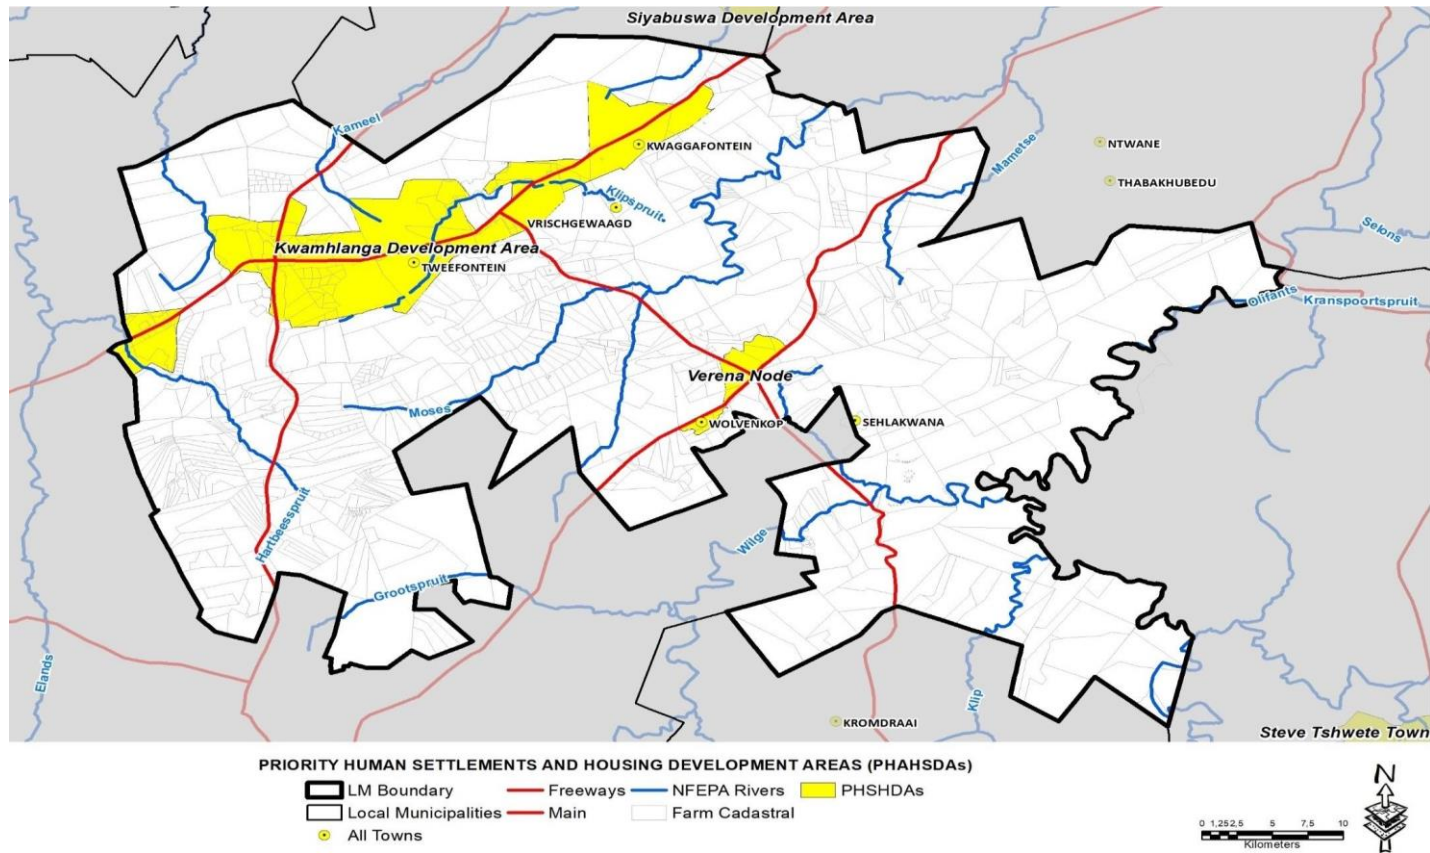 Siyabuswa Development Area
Kameel
KWAGGAFONTEIN
NTWANE
Mametse
THABAKHUBEDU
Klipspruit
VRISCHGEWAAGD
Selons
Kwamhlanga Development Area
TWEEFONTEIN
Olifants
Kranspoortspruit
Verena Node
Moses
WOLVENKOP
SEHLAKWANA
Hartbeesspruit
Wilge
Grootspruit
Elands
Klip
KROMDRAAI
Steve Tshwete Town
PRIORITY HUMAN SETTLEMENTS AND HOUSING DEVELOPMENT AREAS (PHAHSDAs)
LM Boundary Freeways NFEPA Rivers PHSHDAs
Local Municipalities Main Farm Cadastral
All Towns
N
0 1,25 2,5 5 7,5 10
Kilometers